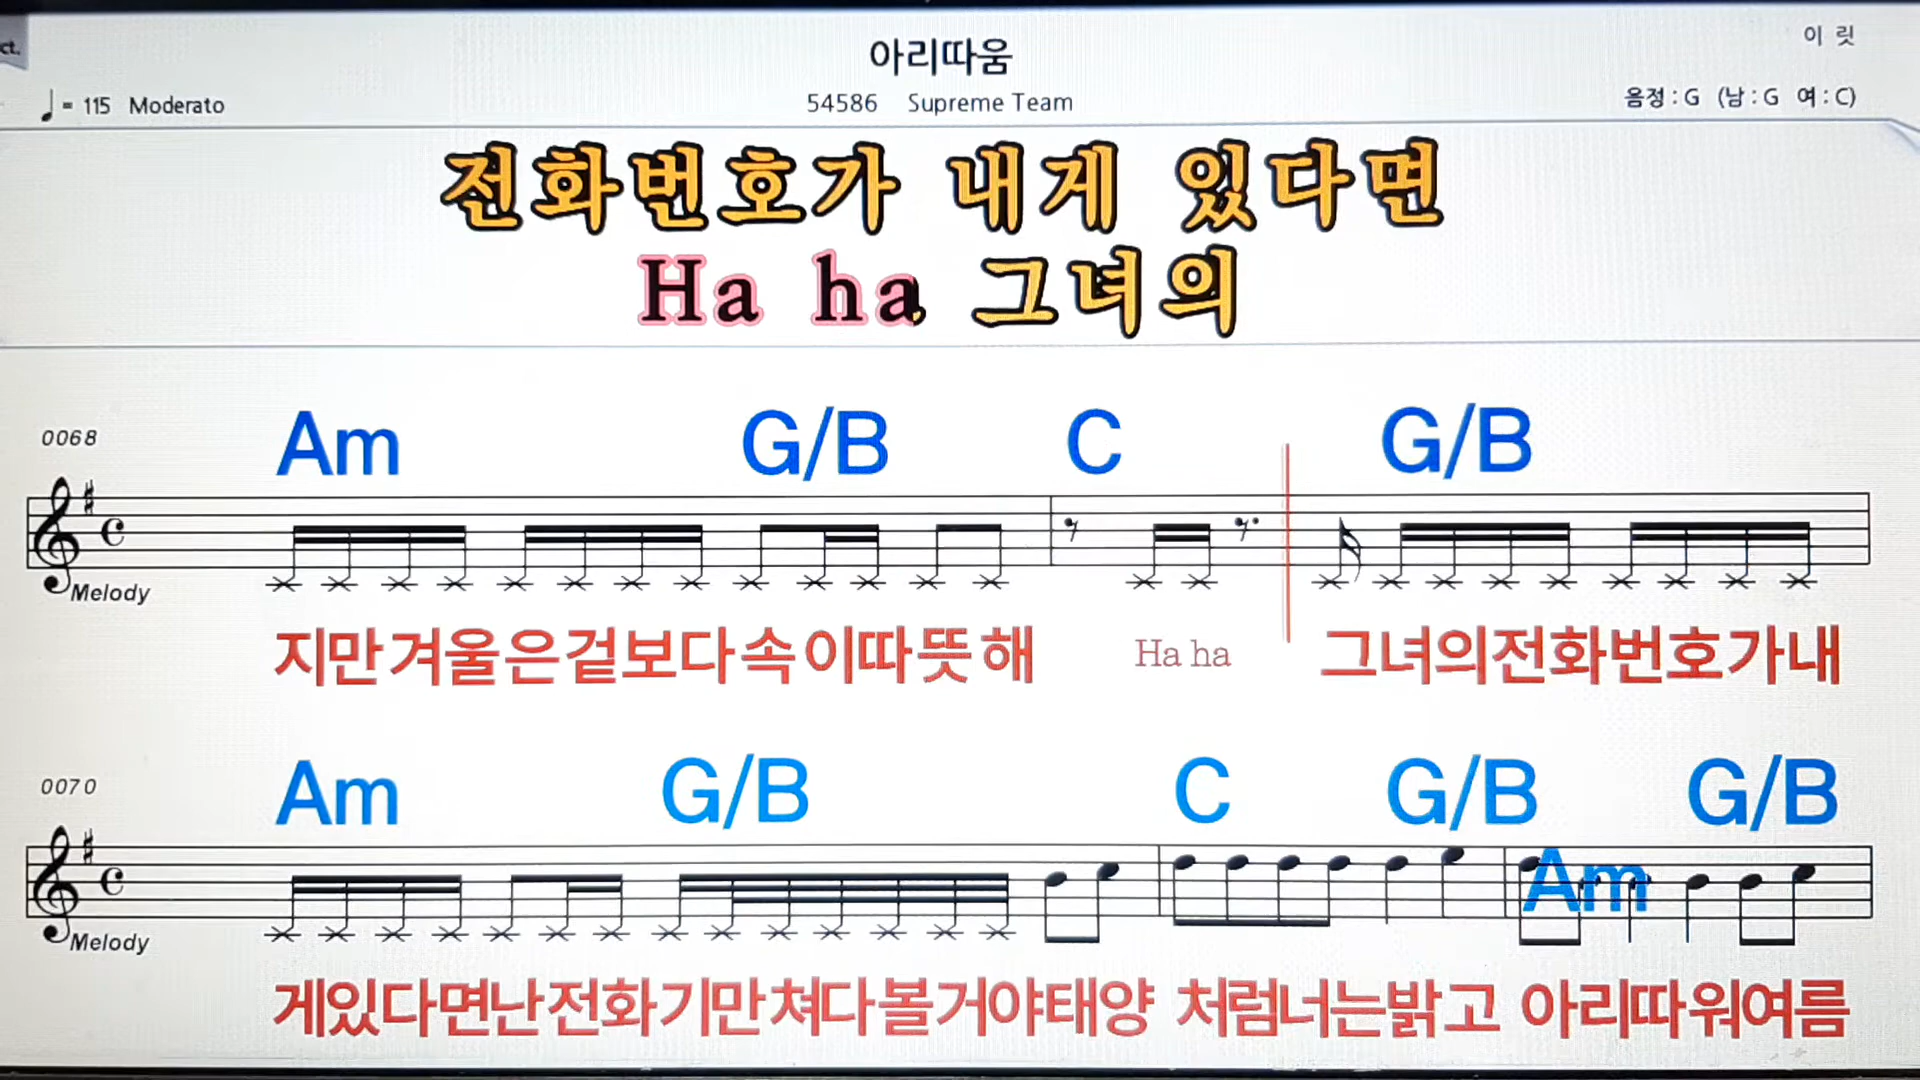 ct.
아리따움
이 릿
♩ = 115 Moderato
54586 Supreme Team
음정 : G (남 : G 여 : C)
전화번호가 내게 있다면
Ha ha 그녀의
0068
Am G/B C G/B
Melody
지만겨울은겉보다속이따뜻해 Ha ha 그녀의전화번호가내
0070
Am G/B C G/B Am G/B
Melody
게있다면난전화기만쳐다볼거야태양 처럼너는밝고 아리따워여름